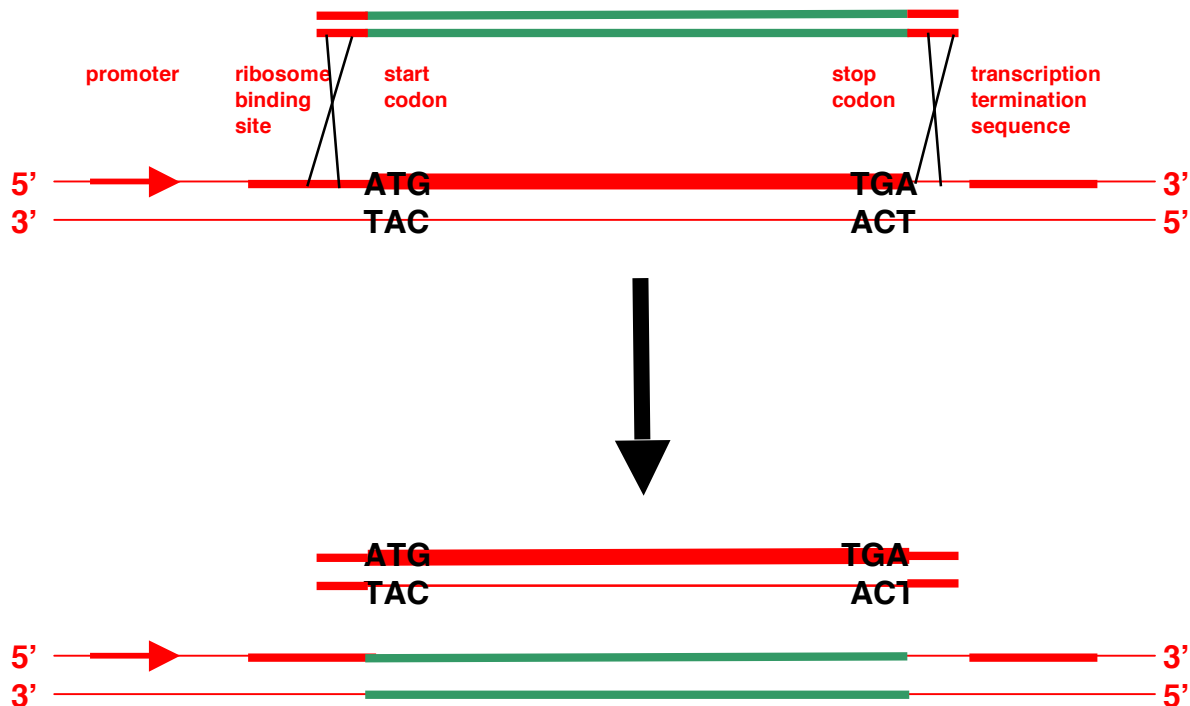 promoter
ribosome
binding
site
start
codon
stop
codon
transcription
termination
sequence
5’ ATG TGA 3’
3’ TAC ACT 5’
ATG TGA
TAC ACT
5’ 3’
3’ 5’